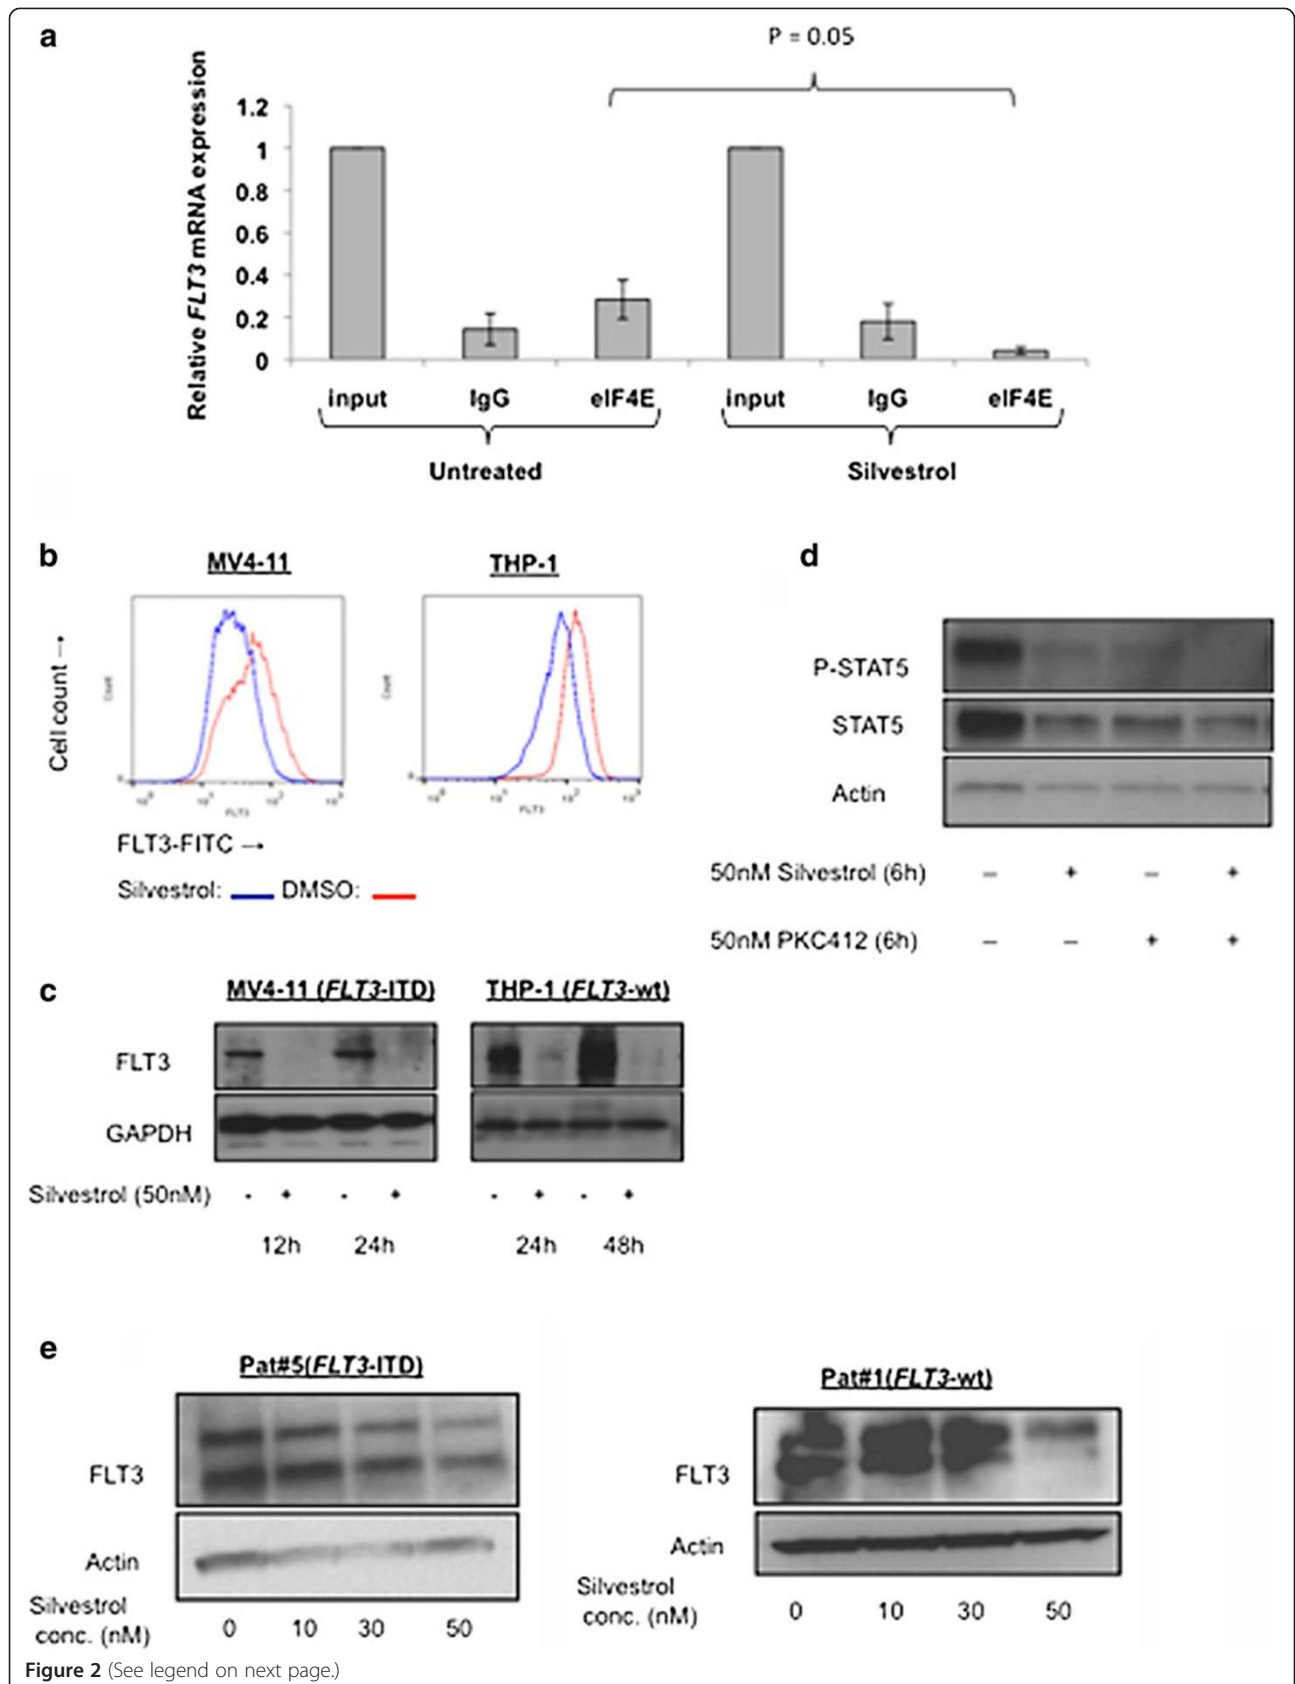 a
P = 0.05
Relative FLT3 mRNA expression
1.2
1
0.8
0.6
0.4
0.2
0
input IgG eIF4E input IgG eIF4E
Untreated Silvestrol
b
MV4-11 THP-1
Cell count →
Count
Count
FLT3
FLT3
FLT3-FITC →
Silvestrol: DMSO:
d
P-STAT5
STAT5
Actin
50nM Silvestrol (6h) – + – +
50nM PKC412 (6h) – – + +
c
MV4-11 (FLT3-ITD) THP-1 (FLT3-wt)
FLT3
GAPDH
Silvestrol (50nM) - + - + - + - +
12h 24h 24h 48h
e
Pat#5(FLT3-ITD)
FLT3
Actin
Silvestrol
conc. (nM) 0 10 30 50
Pat#1(FLT3-wt)
FLT3
Actin
Silvestrol
conc. (nM) 0 10 30 50
Figure 2 (See legend on next page.)